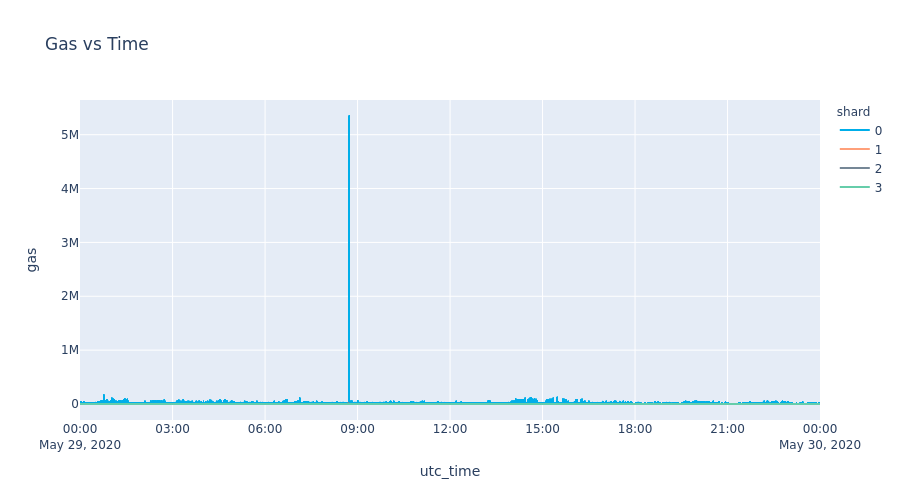 Gas vs Time
shard
0
1
2
3
5M
4M
3M
2M
1M
0
gas
00:00
May 29, 2020
03:00
06:00
09:00
12:00
15:00
18:00
21:00
00:00
May 30, 2020
utc_time